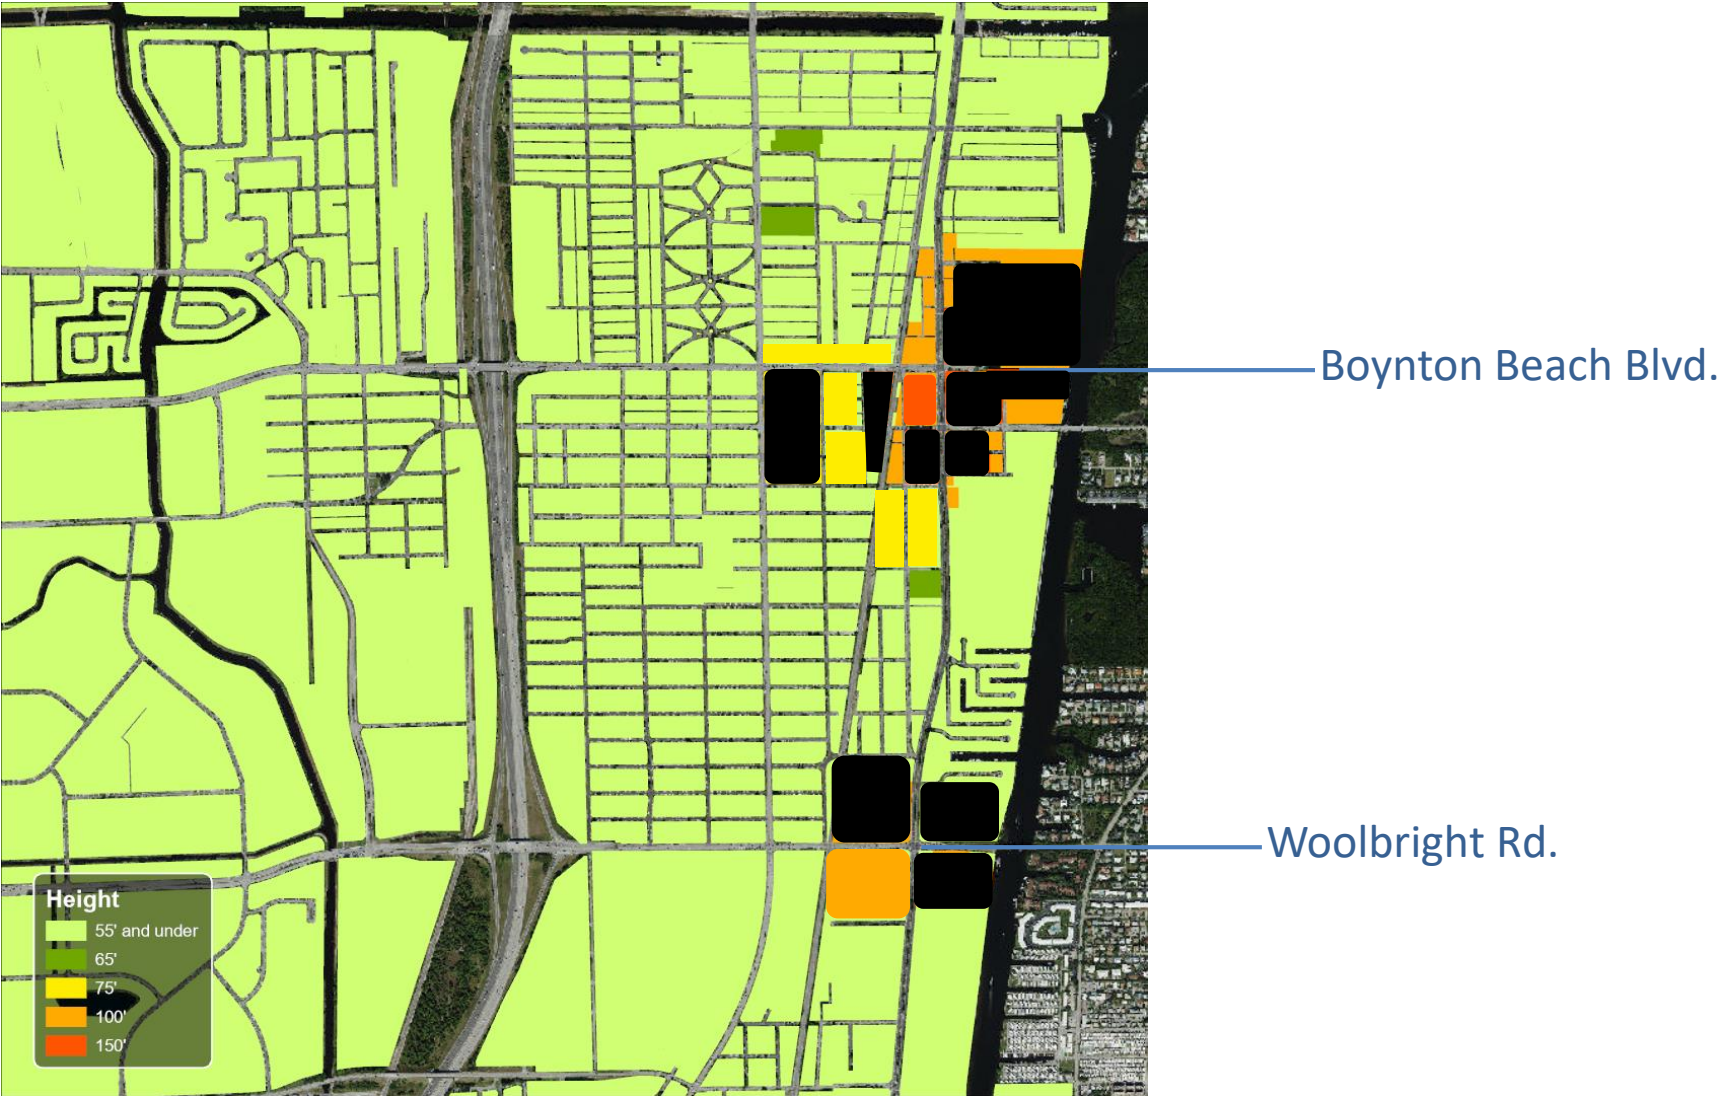 Boynton Beach Blvd.
Woolbright Rd.
Height
55' and under
65'
75'
100'
150'